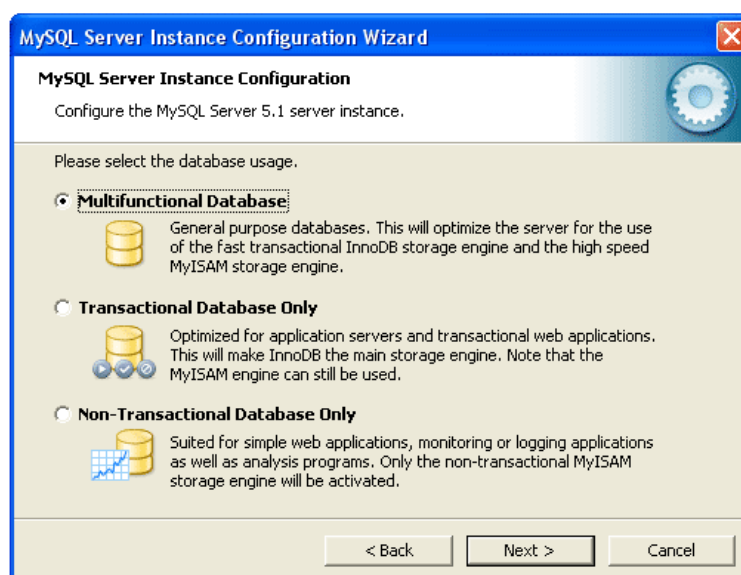 MySQL Server Instance Configuration Wizard
MySQL Server Instance Configuration
Configure the MySQL Server 5.1 server instance.
Please select the database usage.
Multifunctional Database
General purpose databases. This will optimize the server for the use
of the fast transactional InnoDB storage engine and the high speed
MyISAM storage engine.
Transactional Database Only
Optimized for application servers and transactional web applications.
This will make InnoDB the main storage engine. Note that the
MyISAM engine can still be used.
Non-Transactional Database Only
Suited for simple web applications, monitoring or logging applications
as well as analysis programs. Only the non-transactional MyISAM
storage engine will be activated.
< Back Next > Cancel